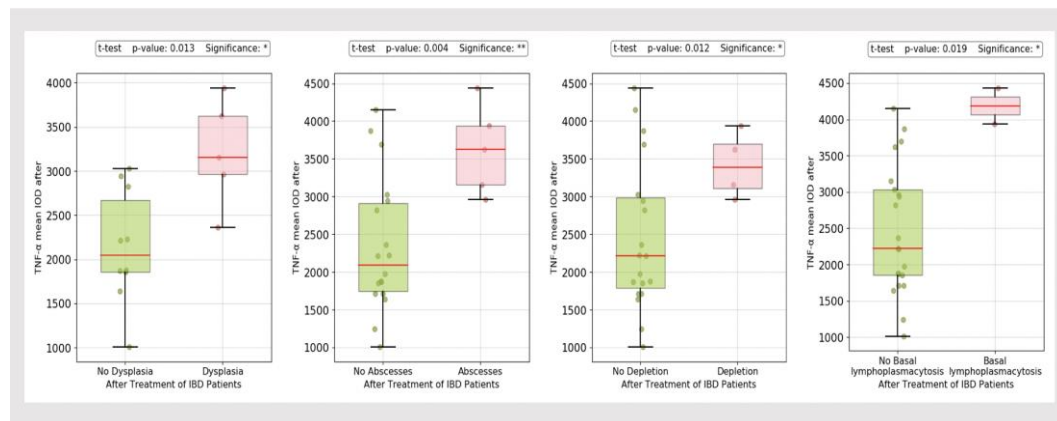 t-test p-value: 0.013 Significance: *
4000
3500
3000
2500
2000
1500
1000
TNF-α mean IOD after
No Dysplasia Dysplasia
After Treatment of IBD Patients
t-test p-value: 0.004 Significance: **
4500
4000
3500
3000
2500
2000
1500
1000
TNF-α mean IOD after
No Abscesses Abscesses
After Treatment of IBD Patients
t-test p-value: 0.012 Significance: *
4500
4000
3500
3000
2500
2000
1500
1000
TNF-α mean IOD after
No Depletion Depletion
After Treatment of IBD Patients
t-test p-value: 0.019 Significance: *
4500
4000
3500
3000
2500
2000
1500
1000
TNF-α mean IOD after
No Basal Basal
lymphoplasmacytosis lymphoplasmacytosis
After Treatment of IBD Patients